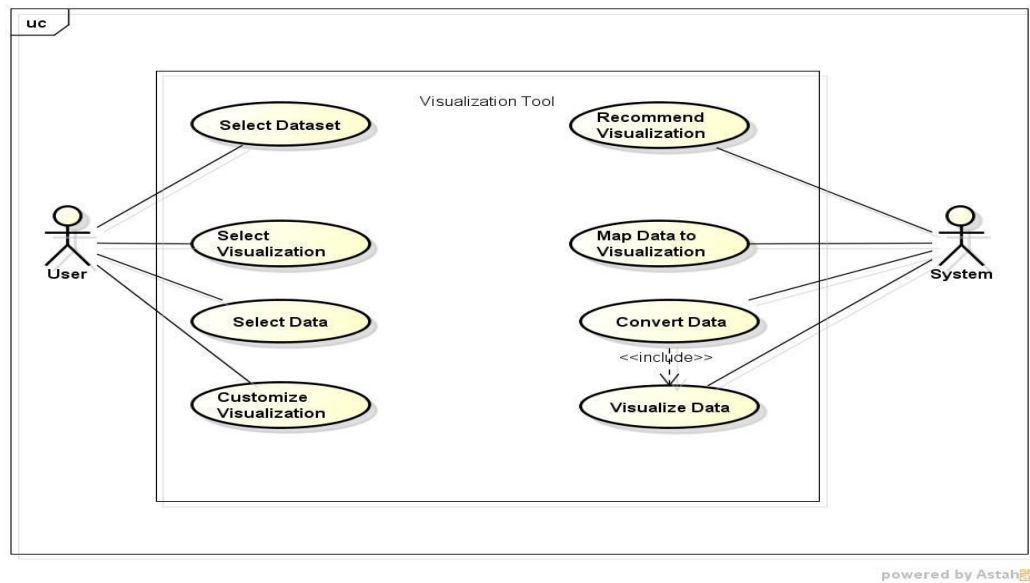 uc
Visualization Tool
Select Dataset
Recommend
Visualization
Select
Visualization
Map Data to
Visualization
User
System
Select Data
Convert Data
<<include>>
Customize
Visualization
Visualize Data
powered by Astah